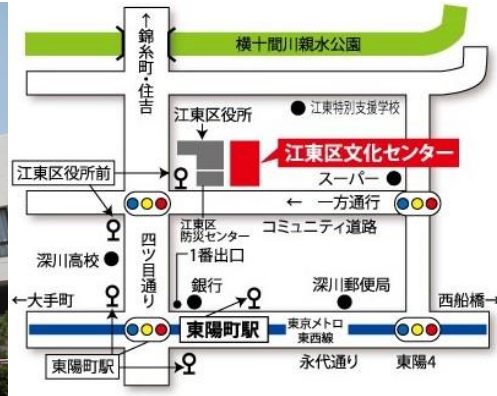 ↑錦糸町・住吉
横十間川親水公園
江東特別支援学校
江東区役所
江東区文化センター
江東区役所前
スーパー
← 一方通行
江東区
防災センター
コミュニティ道路
四ツ目通り
1番出口
深川高校
銀行
深川郵便局
←大手町
西船橋→
東陽町駅
東京メトロ
東西線
東陽町駅
永代通り
東陽4